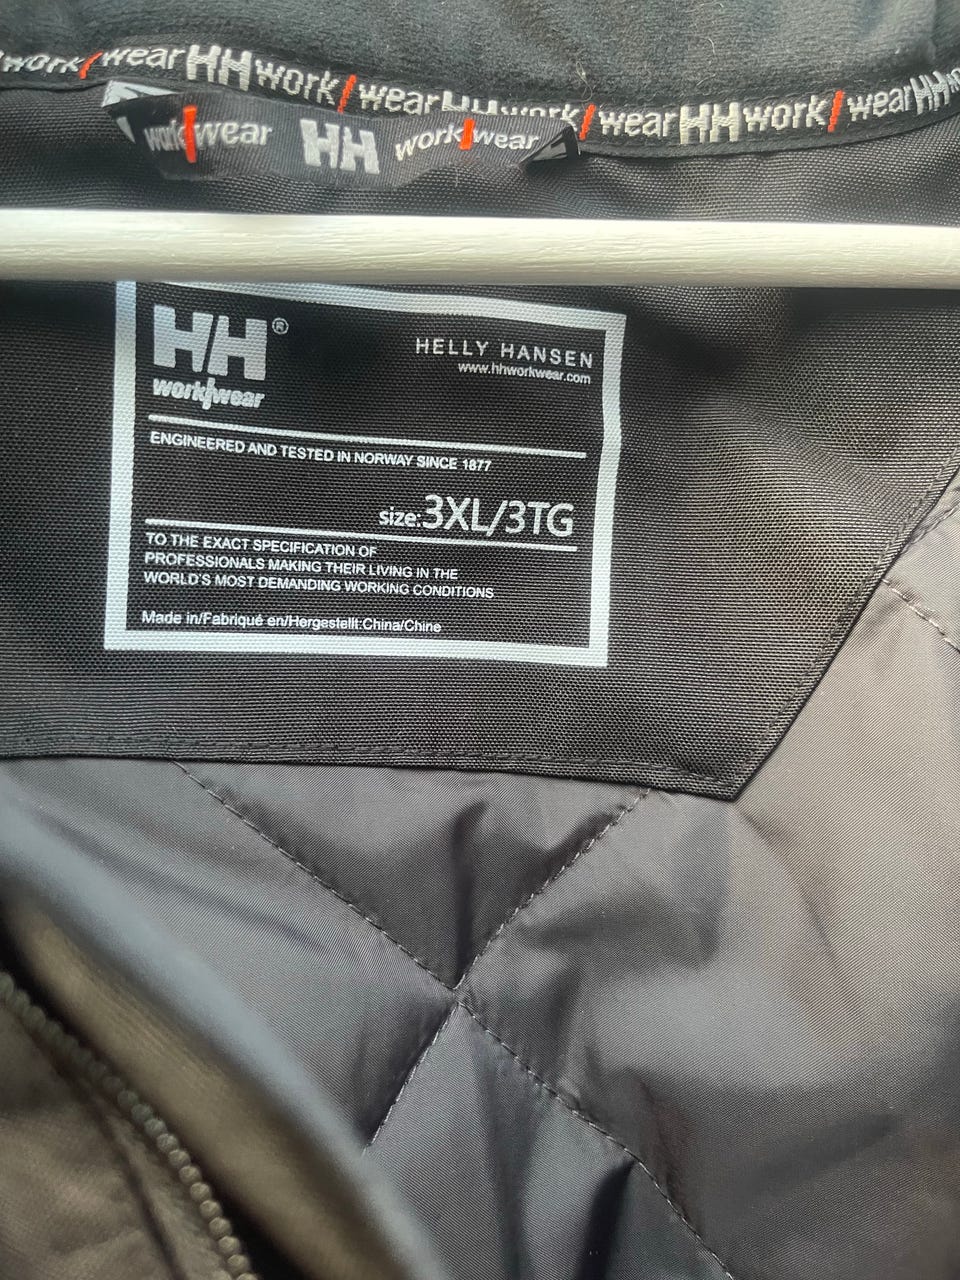 work/wear HH work/wear HH work/wear HH work/wear HH
work/wear HH work/wear
HH®
work/wear
HELLY HANSEN
www.hhworkwear.com
ENGINEERED AND TESTED IN NORWAY SINCE 1877
size:3XL/3TG
TO THE EXACT SPECIFICATION OF
PROFESSIONALS MAKING THEIR LIVING IN THE
WORLD'S MOST DEMANDING WORKING CONDITIONS
Made in/Fabriqué en/Hergestellt:China/Chine